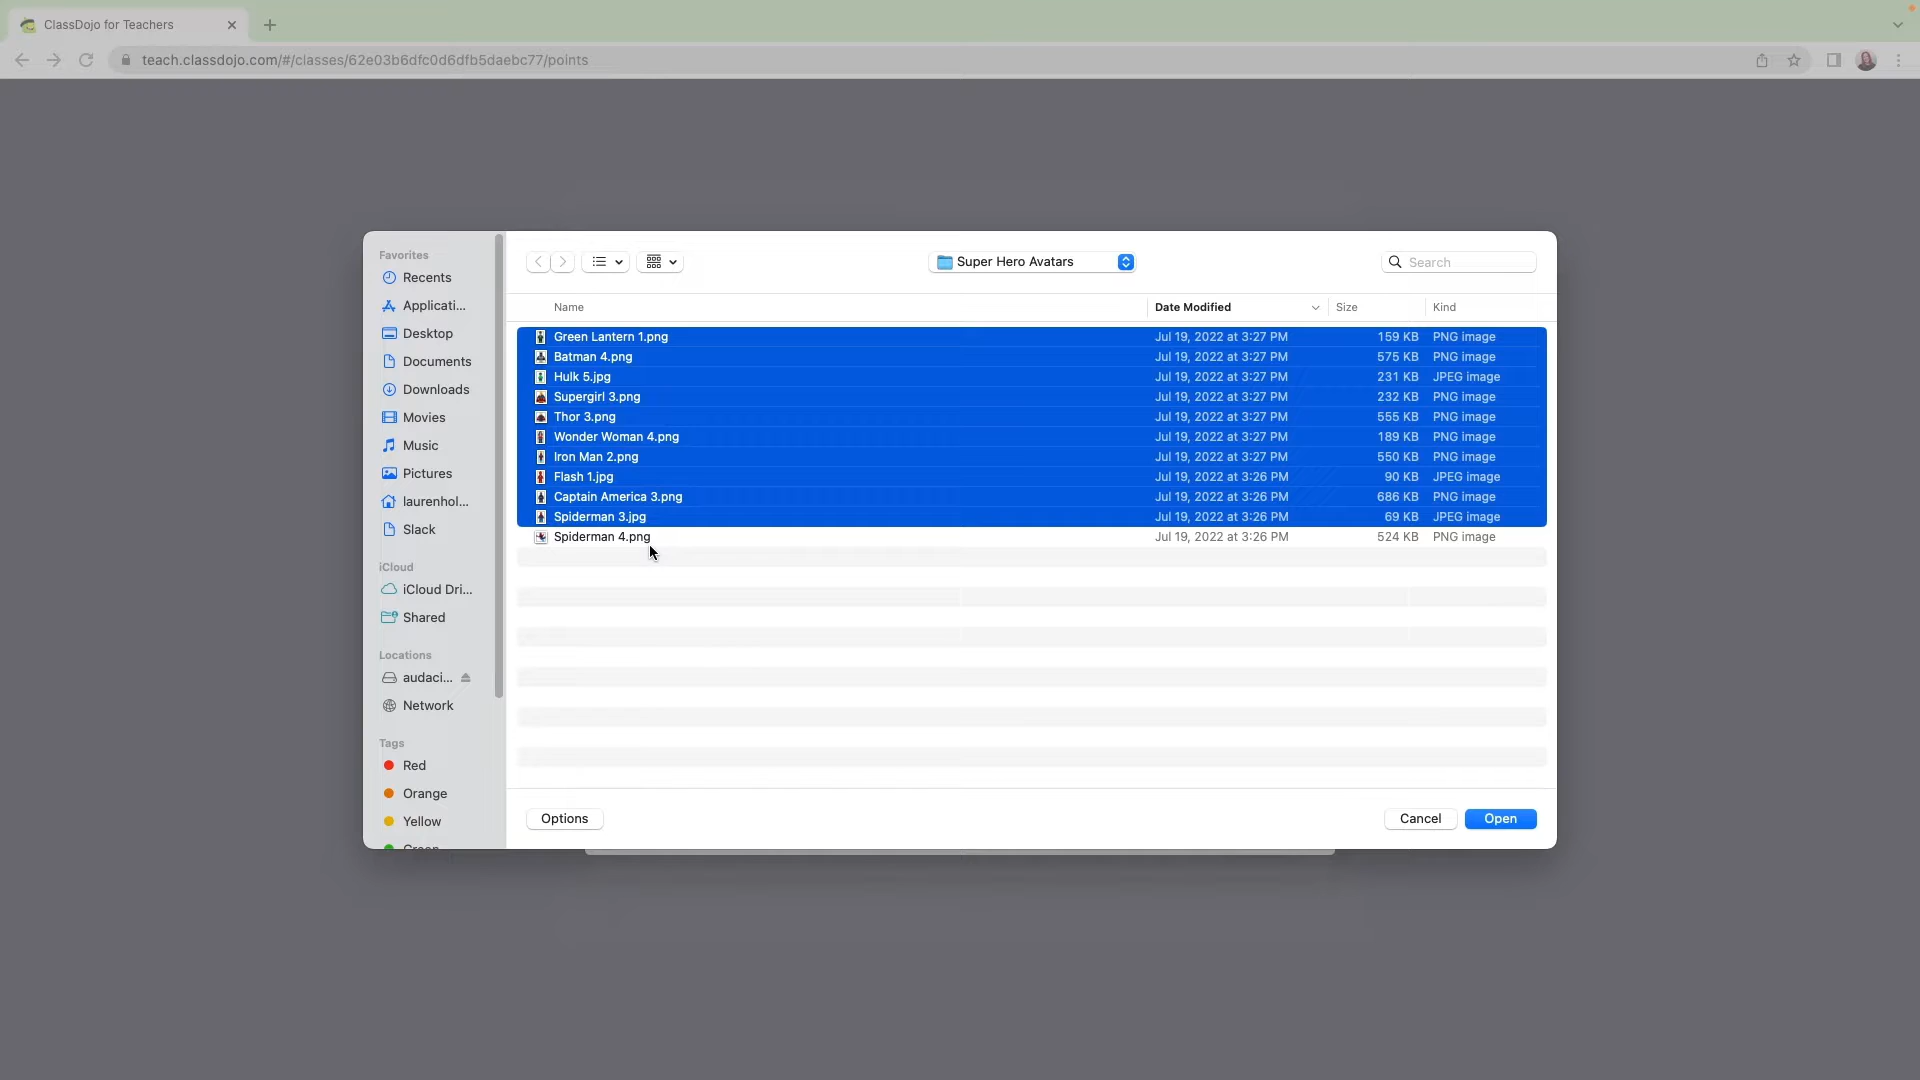 ClassDojo for Teachers
teach.classdojo.com/#/classes/62e03b6dfc0d6dfb5daebc77/points
Favorites
Recents
Applicati...
Desktop
Documents
Downloads
Movies
Music
Pictures
laurenhol...
Slack
iCloud
iCloud Dri...
Shared
Locations
audaci...
Network
Tags
Red
Orange
Yellow
Green
Super Hero Avatars
Search
Name Date Modified Size Kind
Green Lantern 1.png Jul 19, 2022 at 3:27 PM 159 KB PNG image
Batman 4.png Jul 19, 2022 at 3:27 PM 575 KB PNG image
Hulk 5.jpg Jul 19, 2022 at 3:27 PM 231 KB JPEG image
Supergirl 3.png Jul 19, 2022 at 3:27 PM 232 KB PNG image
Thor 3.png Jul 19, 2022 at 3:27 PM 555 KB PNG image
Wonder Woman 4.png Jul 19, 2022 at 3:27 PM 189 KB PNG image
Iron Man 2.png Jul 19, 2022 at 3:27 PM 550 KB PNG image
Flash 1.jpg Jul 19, 2022 at 3:26 PM 90 KB JPEG image
Captain America 3.png Jul 19, 2022 at 3:26 PM 686 KB PNG image
Spiderman 3.jpg Jul 19, 2022 at 3:26 PM 69 KB JPEG image
Spiderman 4.png Jul 19, 2022 at 3:26 PM 524 KB PNG image
Options
Cancel
Open